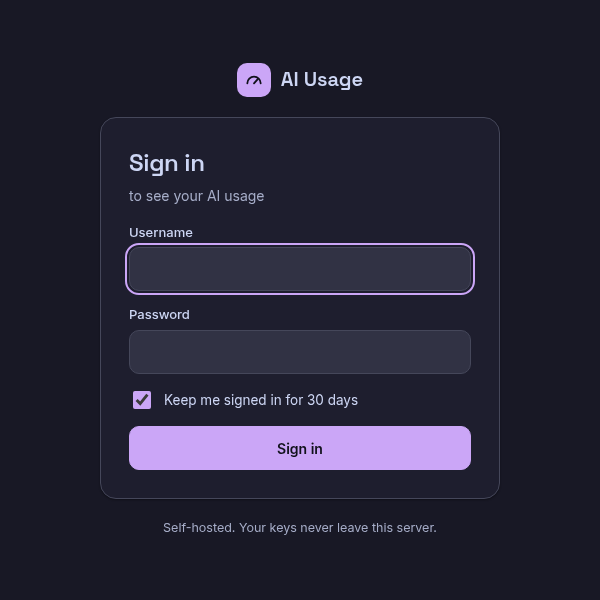 AI Usage
Sign in
to see your AI usage
Username
Password
Keep me signed in for 30 days
Sign in
Self-hosted. Your keys never leave this server.